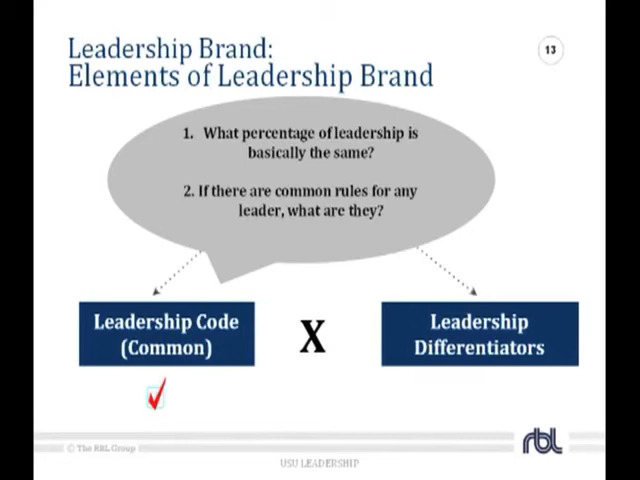 Leadership Brand:
Elements of Leadership Brand
13
1. What percentage of leadership is
basically the same?
2. If there are common rules for any
leader, what are they?
Leadership Code
(Common)
X
Leadership
Differentiators
© The RBL Group
rbl
USU LEADERSHIP